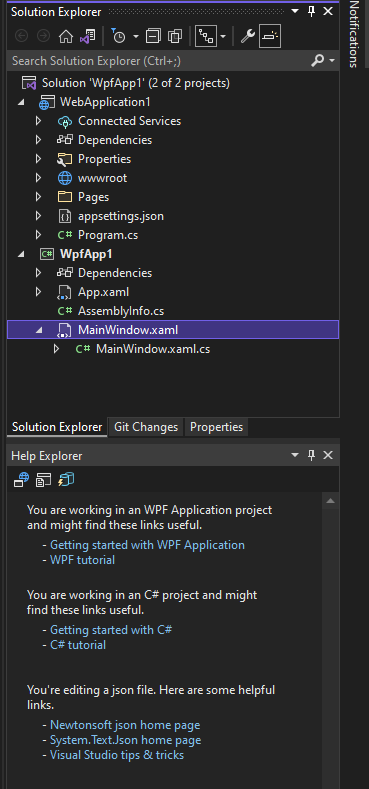 Solution Explorer
Notifications
Search Solution Explorer (Ctrl+;)
Solution 'WpfApp1' (2 of 2 projects)
WebApplication1
Connected Services
Dependencies
Properties
wwwroot
Pages
appsettings.json
C# Program.cs
C# WpfApp1
Dependencies
App.xaml
C# AssemblyInfo.cs
MainWindow.xaml
C# MainWindow.xaml.cs
Solution Explorer Git Changes Properties
Help Explorer
You are working in an WPF Application project
and might find these links useful.
- Getting started with WPF Application
- WPF tutorial
You are working in an C# project and might
find these links useful.
- Getting started with C#
- C# tutorial
You're editing a json file. Here are some helpful
links.
- Newtonsoft json home page
- System.Text.Json home page
- Visual Studio tips & tricks